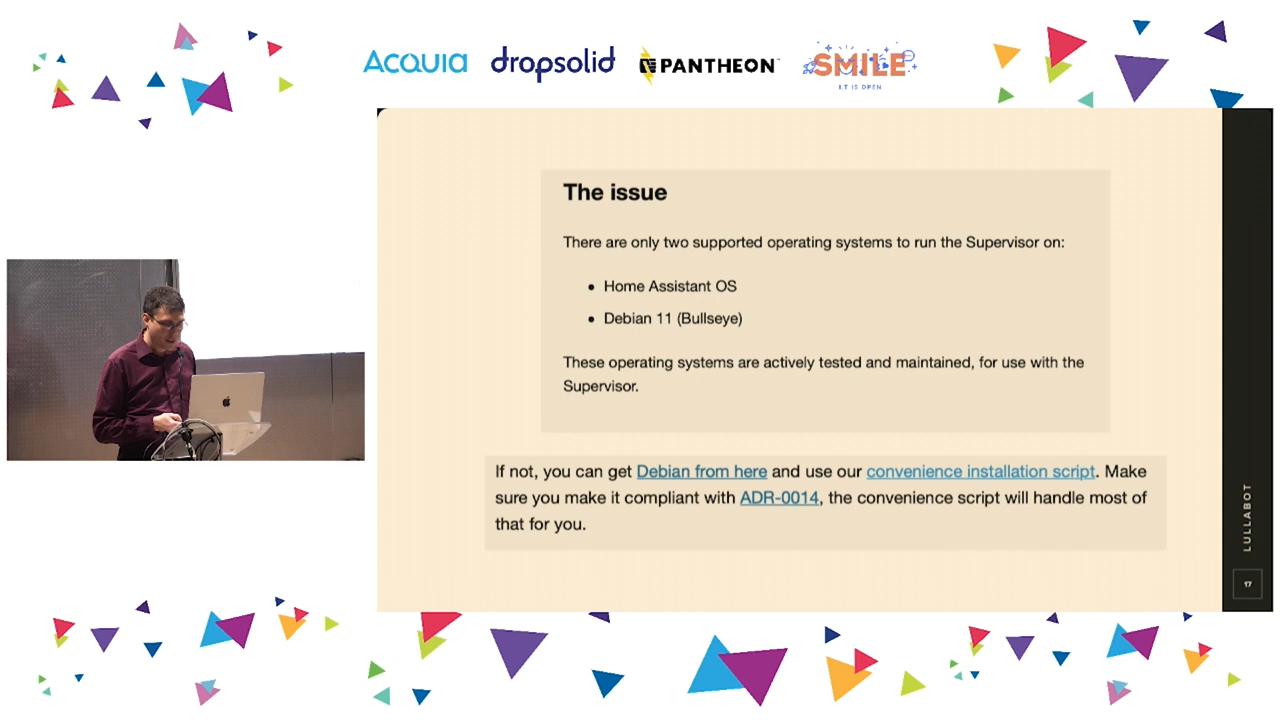 ACQUIA
dropsolid
PANTHEON
SMILE
I.T IS OPEN
The issue
There are only two supported operating systems to run the Supervisor on:
• Home Assistant OS
• Debian 11 (Bullseye)
These operating systems are actively tested and maintained, for use with the
Supervisor.
If not, you can get Debian from here and use our convenience installation script. Make
sure you make it compliant with ADR-0014, the convenience script will handle most of
that for you.
LULLABOT
17